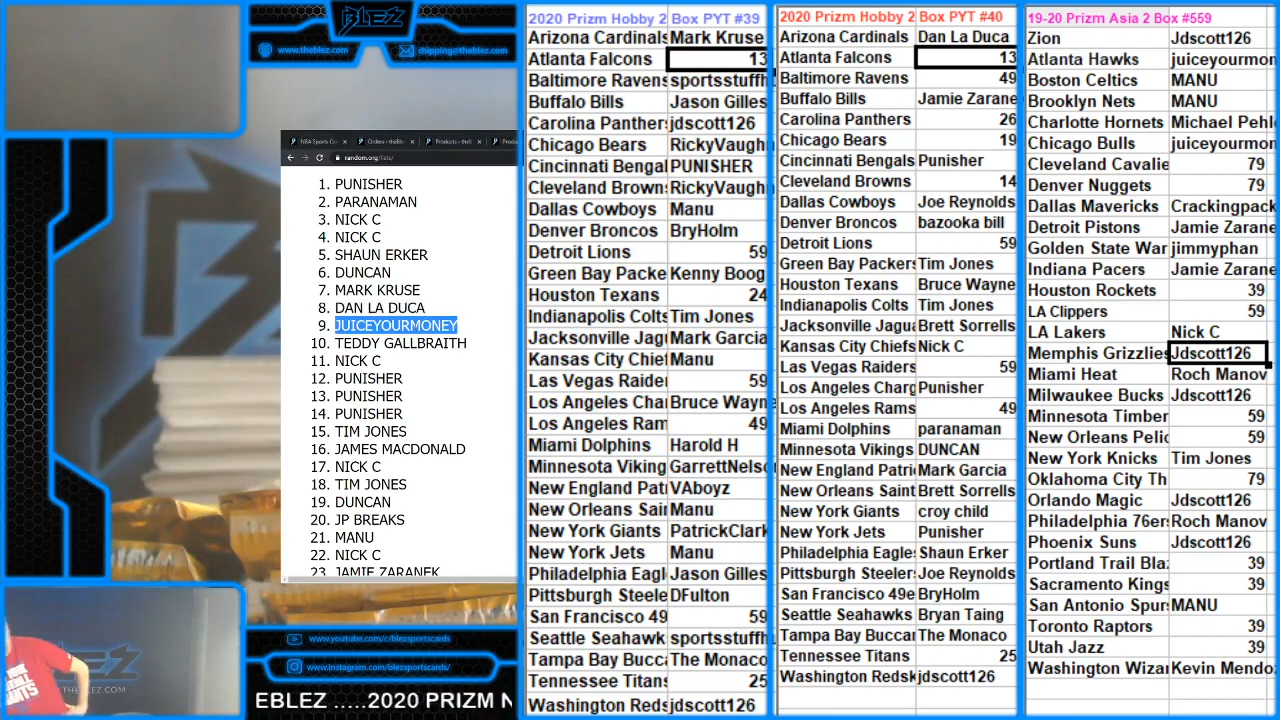 BLEZ
www.theblez.com
shipping@theblez.com
random.org/lists/
1. PUNISHER
2. PARANAMAN
3. NICK C
4. NICK C
5. SHAUN ERKER
6. DUNCAN
7. MARK KRUSE
8. DAN LA DUCA
9. JUICEYOURMONEY
10. TEDDY GALLBRAITH
11. NICK C
12. PUNISHER
13. PUNISHER
14. PUNISHER
15. TIM JONES
16. JAMES MACDONALD
17. NICK C
18. TIM JONES
19. DUNCAN
20. JP BREAKS
21. MANU
22. NICK C
23. JAMIE ZARANEK
www.youtube.com/c/blezsportscards
www.instagram.com/blezsportscards/
EBLEZ .....2020 PRIZM N
2020 Prizm Hobby 2 Box PYT #39
Arizona Cardinals Mark Kruse
Atlanta Falcons 13
Baltimore Ravens sportsstuffh
Buffalo Bills Jason Gilles
Carolina Panthers jdscott126
Chicago Bears RickyVaughn
Cincinnati Bengal PUNISHER
Cleveland Browns RickyVaughn
Dallas Cowboys Manu
Denver Broncos BryHolm
Detroit Lions 59
Green Bay Packe Kenny Boog
Houston Texans 24
Indianapolis Colts Tim Jones
Jacksonville Jagu Mark Garcia
Kansas City Chief Manu
Las Vegas Raider 59
Los Angeles Char Bruce Wayn
Los Angeles Ram 49
Miami Dolphins Harold H
Minnesota Viking GarrettNelso
New England Pat VAboyz
New Orleans Sai Manu
New York Giants PatrickClark
New York Jets Manu
Philadelphia Eagl Jason Gilles
Pittsburgh Steele DFulton
San Francisco 49 59
Seattle Seahawk sportsstuffh
Tampa Bay Bucca The Monaco
Tennessee Titans 25
Washington Reds jdscott126
2020 Prizm Hobby 2 Box PYT #40
Arizona Cardinals Dan La Duca
Atlanta Falcons 13
Baltimore Ravens 49
Buffalo Bills Jamie Zarane
Carolina Panthers 26
Chicago Bears 19
Cincinnati Bengals Punisher
Cleveland Browns 14
Dallas Cowboys Joe Reynolds
Denver Broncos bazooka bill
Detroit Lions 59
Green Bay Packers Tim Jones
Houston Texans Bruce Wayne
Indianapolis Colts Tim Jones
Jacksonville Jagua Brett Sorrells
Kansas City Chiefs Nick C
Las Vegas Raiders 59
Los Angeles Charg Punisher
Los Angeles Rams 49
Miami Dolphins paranaman
Minnesota Vikings DUNCAN
New England Patri Mark Garcia
New Orleans Saint Brett Sorrells
New York Giants croy child
New York Jets Punisher
Philadelphia Eagle Shaun Erker
Pittsburgh Steeler Joe Reynolds
San Francisco 49e BryHolm
Seattle Seahawks Bryan Taing
Tampa Bay Buccar The Monaco
Tennessee Titans 25
Washington Redsk jdscott126
19-20 Prizm Asia 2 Box #559
Zion Jdscott126
Atlanta Hawks juiceyourmon
Boston Celtics MANU
Brooklyn Nets MANU
Charlotte Hornets Michael Pehl
Chicago Bulls juiceyourmon
Cleveland Cavalie 79
Denver Nuggets 79
Dallas Mavericks Crackingpack
Detroit Pistons Jamie Zarane
Golden State War jimmyphan
Indiana Pacers Jamie Zarane
Houston Rockets 39
LA Clippers 59
LA Lakers Nick C
Memphis Grizzlies Jdscott126
Miami Heat Roch Manov
Milwaukee Bucks Jdscott126
Minnesota Timber 59
New Orleans Pelic 59
New York Knicks Tim Jones
Oklahoma City Th 79
Orlando Magic Jdscott126
Philadelphia 76er Roch Manov
Phoenix Suns Jdscott126
Portland Trail Bla 39
Sacramento Kings 39
San Antonio Spur MANU
Toronto Raptors 39
Utah Jazz 39
Washington Wizar Kevin Mendo